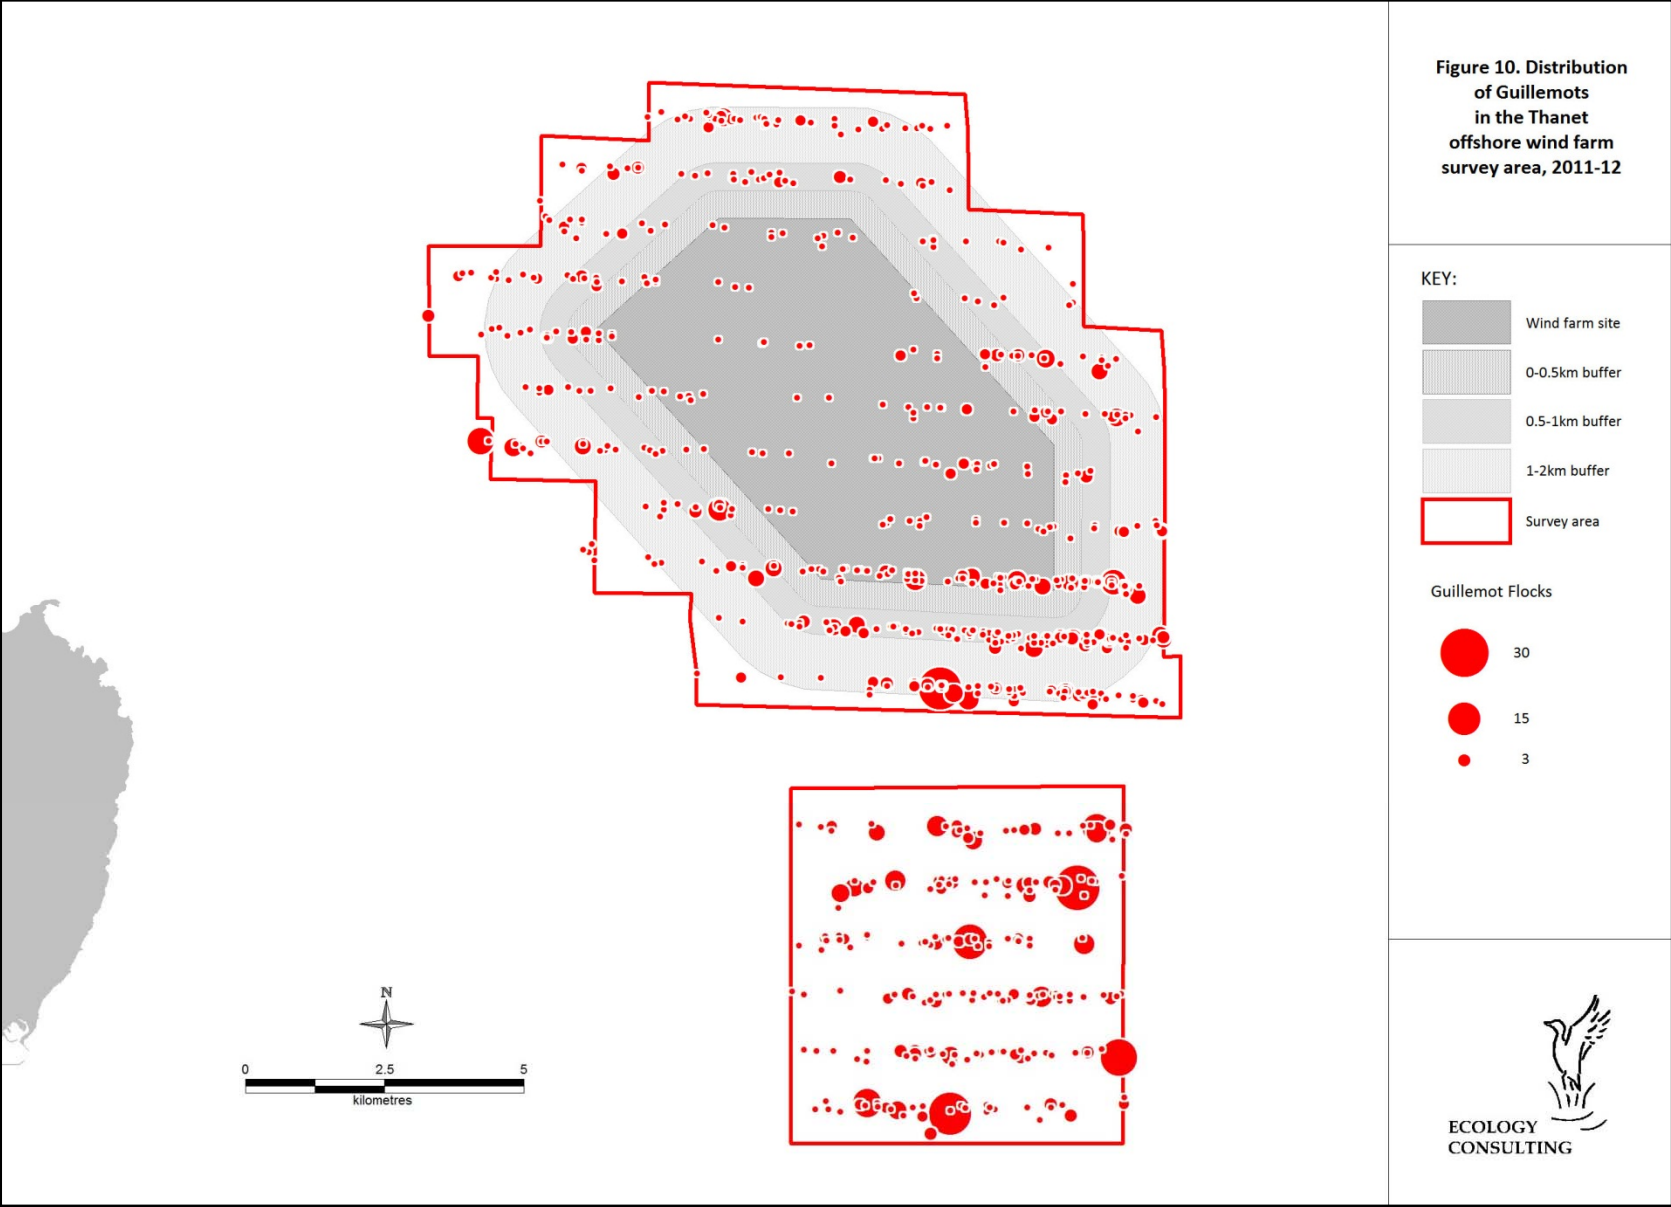 Figure 10. Distribution
of Guillemots
in the Thanet
offshore wind farm
survey area, 2011-12
KEY:
Wind farm site
0-0.5km buffer
0.5-1km buffer
1-2km buffer
Survey area
Guillemot Flocks
30
15
3
N
0 2.5 5
kilometres
ECOLOGY
CONSULTING